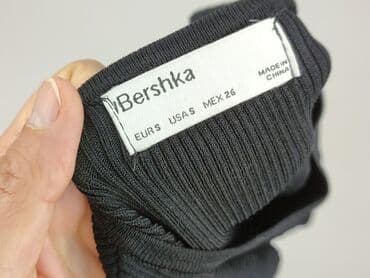 Bershka
EUR S USA S MEX 26
MADE IN
CHINA